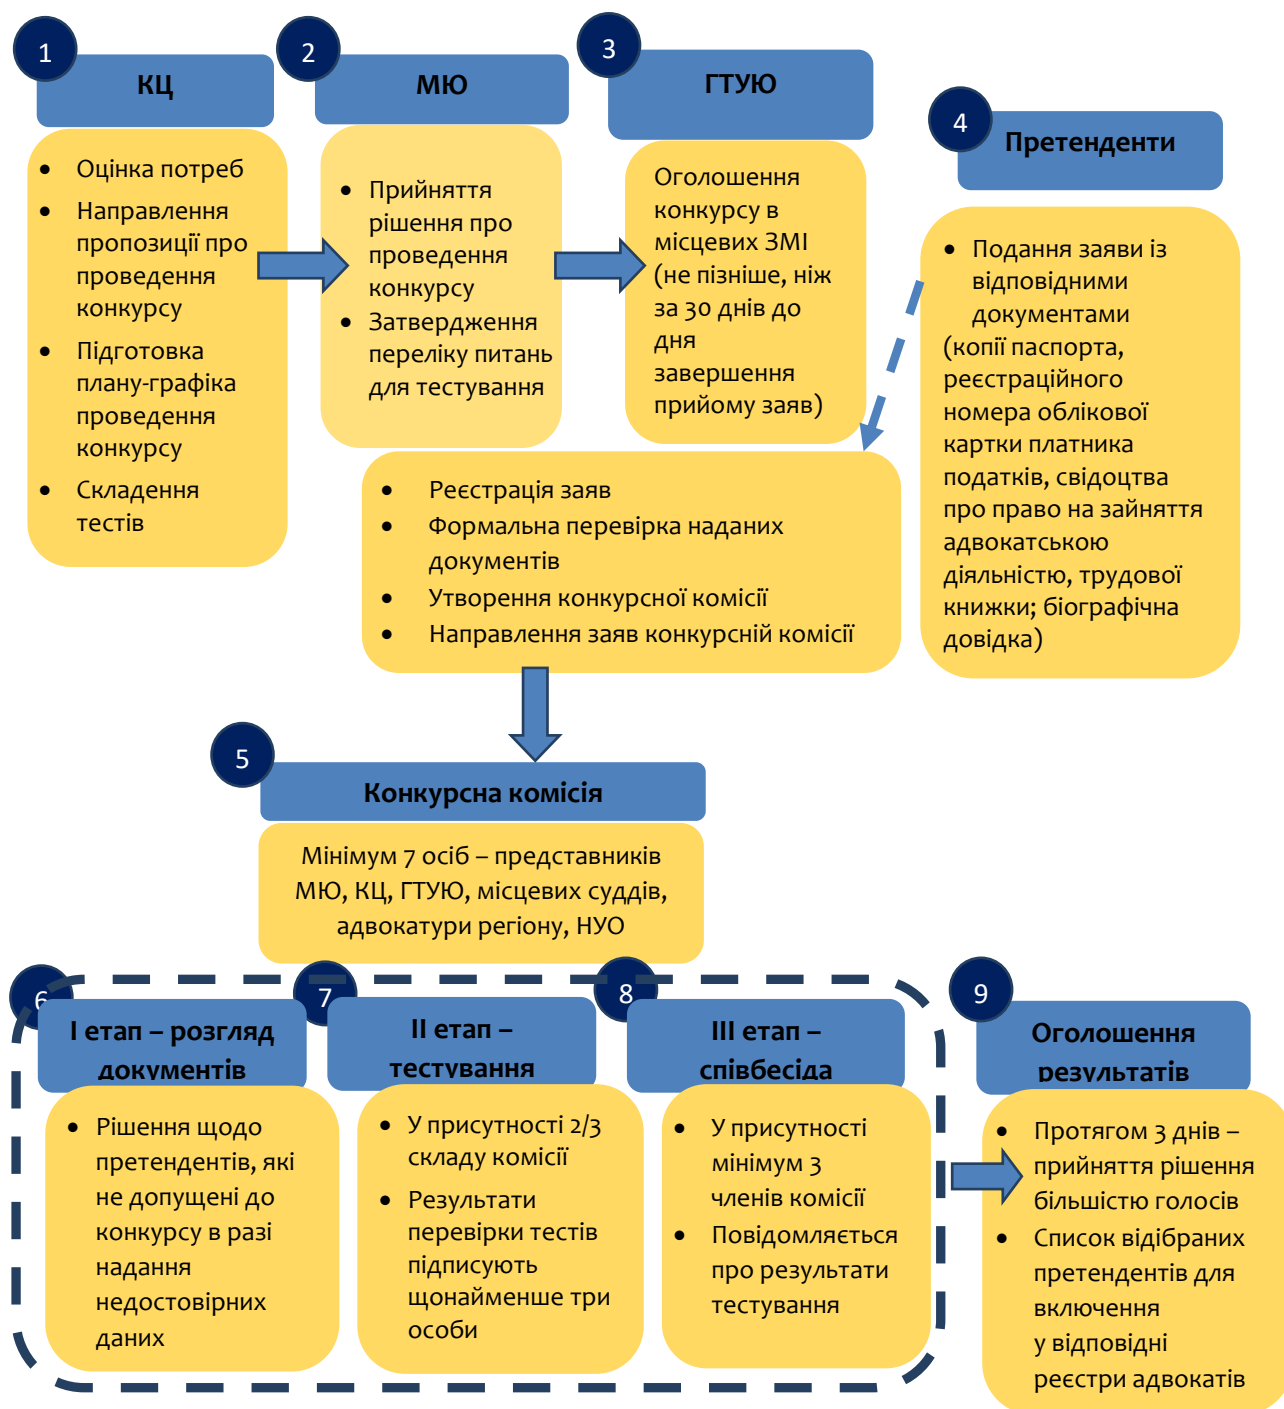 1
КЦ
• Оцінка потреб
• Направлення
пропозиції про
проведення
конкурсу
• Підготовка
плану-графіка
проведення
конкурсу
• Складення
тестів
2
МЮ
• Прийняття
рішення про
проведення
конкурсу
• Затвердження
переліку питань
для тестування
3
ГТУЮ
Оголошення
конкурсу в
місцевих ЗМІ
(не пізніше, ніж
за 30 днів до
дня
завершення
прийому заяв)
4
Претенденти
• Подання заяви із
відповідними
документами
(копії паспорта,
реєстраційного
номера облікової
картки платника
податків, свідоцтва
про право на зайняття
адвокатською
діяльністю, трудової
книжки; біографічна
довідка)
• Реєстрація заяв
• Формальна перевірка наданих
документів
• Утворення конкурсної комісії
• Направлення заяв конкурсній комісії
5
Конкурсна комісія
Мінімум 7 осіб – представників
МЮ, КЦ, ГТУЮ, місцевих суддів,
адвокатури регіону, НУО
6
І етап – розгляд
документів
• Рішення щодо
претендентів, які
не допущені до
конкурсу в разі
надання
недостовірних
даних
7
ІІ етап –
тестування
• У присутності 2/3
складу комісії
• Результати
перевірки тестів
підписують
щонайменше три
особи
8
ІІІ етап –
співбесіда
• У присутності
мінімум 3
членів комісії
• Повідомляється
про результати
тестування
9
Оголошення
результатів
• Протягом 3 днів –
прийняття рішення
більшістю голосів
• Список відібраних
претендентів для
включення
у відповідні
реєстри адвокатів